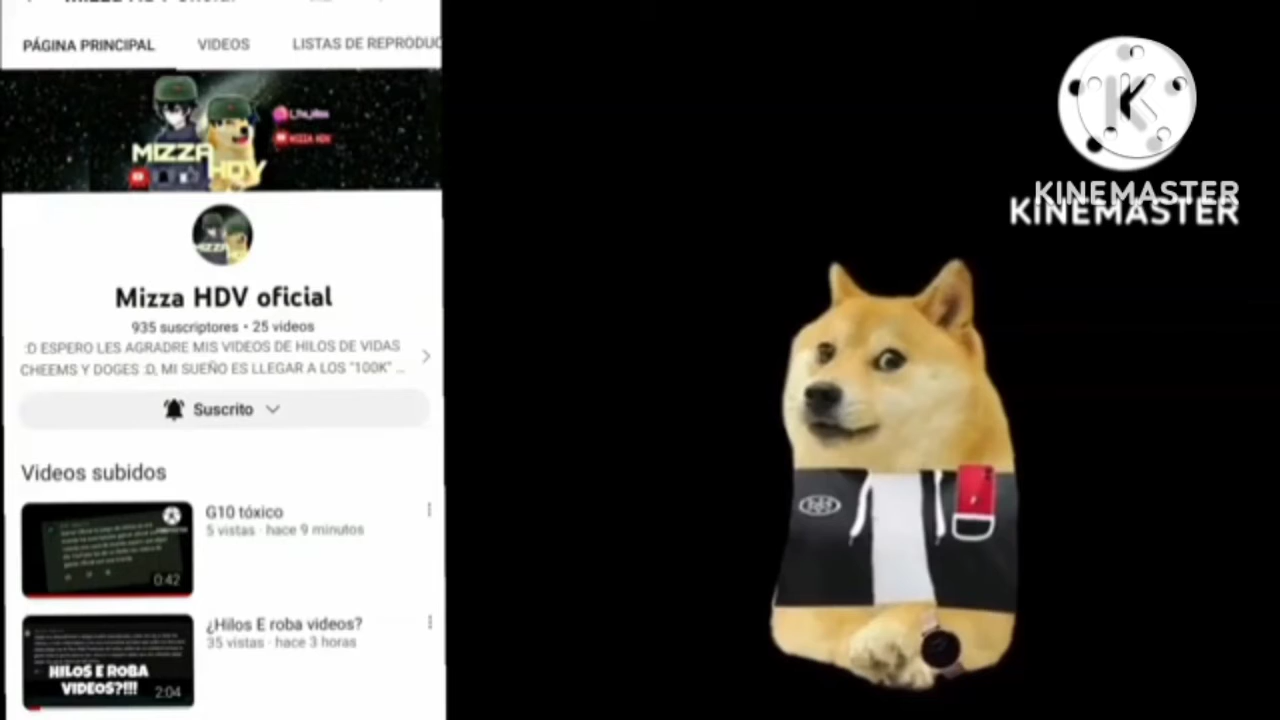 PÁGINA PRINCIPAL VIDEOS LISTAS DE REPRODUC
MIZZA
HDV
MIZZA HDV
Mizza HDV oficial
935 suscriptores • 25 videos
:D ESPERO LES AGRADRE MIS VIDEOS DE HILOS DE VIDAS
CHEEMS Y DOGES :D, MI SUEÑO ES LLEGAR A LOS "100K" ...
Suscrito
Videos subidos
G10 tóxico
5 vistas · hace 9 minutos
0:42
¿Hilos E roba videos?
35 vistas · hace 3 horas
HILOS E ROBA
VIDEOS?!!!
2:04
K
KINEMASTER
KINEMASTER